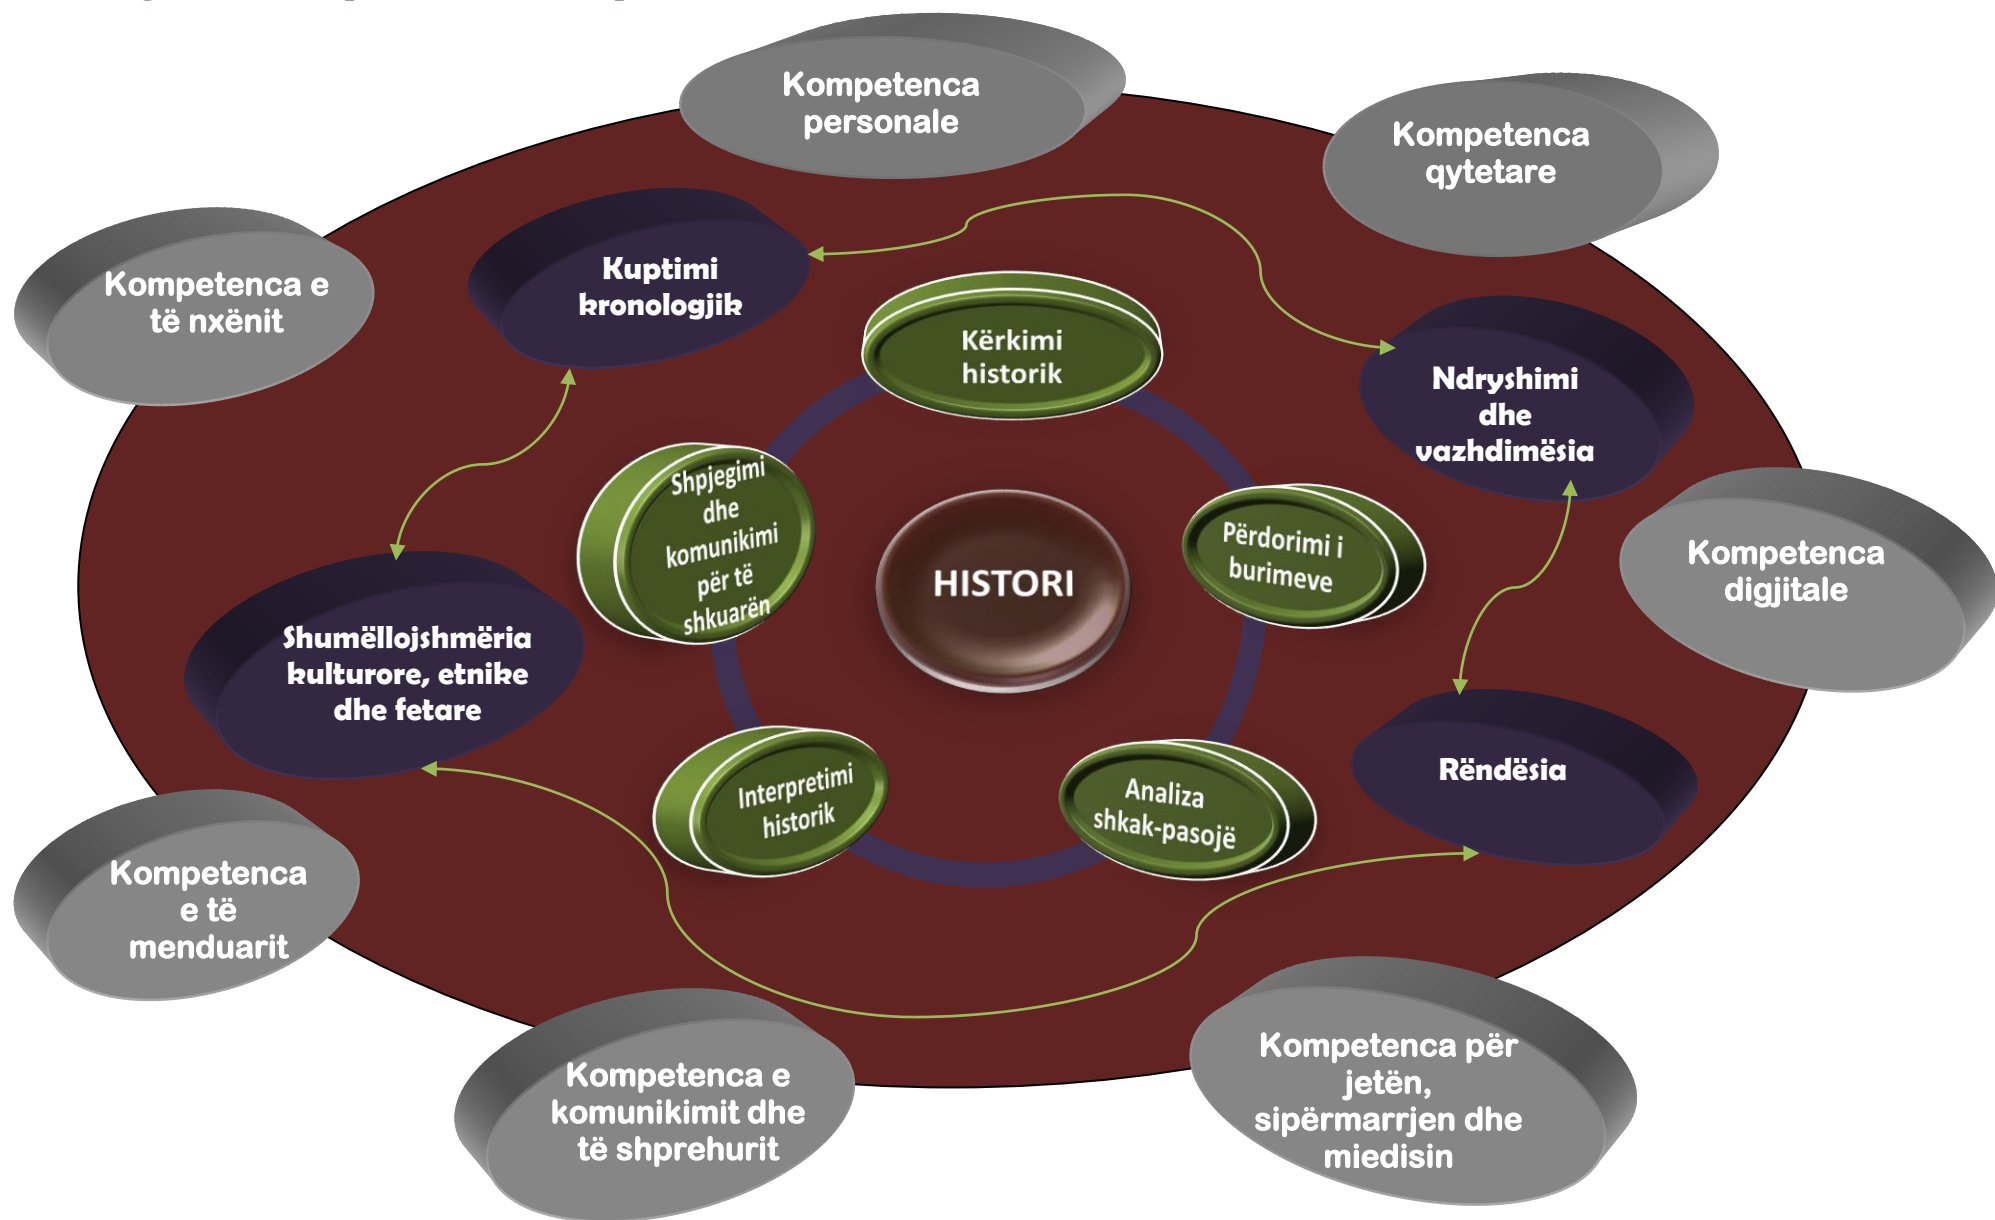 Kompetenca
personale
Kompetenca
qytetare
Kompetenca e
të nxënit
Kuptimi
kronologjik
Kërkimi
historik
Ndryshimi
dhe
vazhdimësia
Shpjegimi
dhe
komunikimi
për të
shkuarën
HISTORI
Përdorimi i
burimeve
Kompetenca
digjitale
Shumëllojshmëria
kulturore, etnike
dhe fetare
Interpretimi
historik
Analiza
shkak-pasojë
Rëndësia
Kompetenca
e të
menduarit
Kompetenca e
komunikimit dhe
të shprehurit
Kompetenca për
jetën,
sipërmarrjen dhe
miedisin